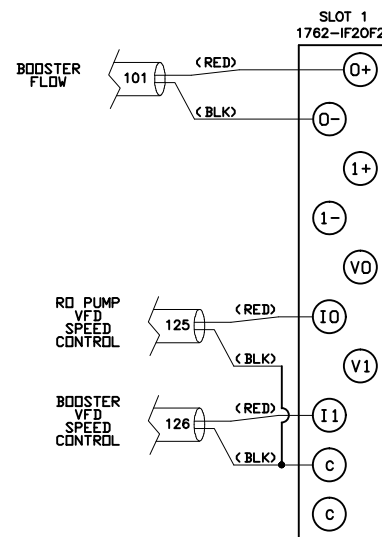 SLOT 1
1762-IF2OF2
BOOSTER
FLOW
101
(RED)
(BLK)
0+
0-
1+
1-
V0
RO PUMP
VFD
SPEED
CONTROL
125
(RED)
(BLK)
I0
V1
BOOSTER
VFD
SPEED
CONTROL
126
(RED)
(BLK)
I1
C
C